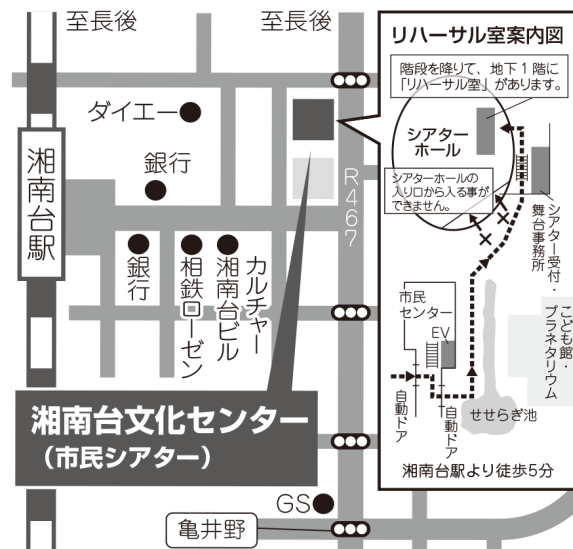 至長後
至長後
ダイエー
銀行
湘南台駅
R467
銀行
相鉄ローゼン
湘南台ビル
カルチャー
湘南台文化センター
（市民シアター）
GS
亀井野
リハーサル室案内図
階段を降りて、地下１階に
「リハーサル室」があります。
シアター
ホール
シアターホールの
入り口から入る事が
できません。
シアター受付・
舞台事務所
市民
センター
EV
こども館・
プラネタリウム
自動ドア
自動ドア
せせらぎ池
湘南台駅より徒歩5分